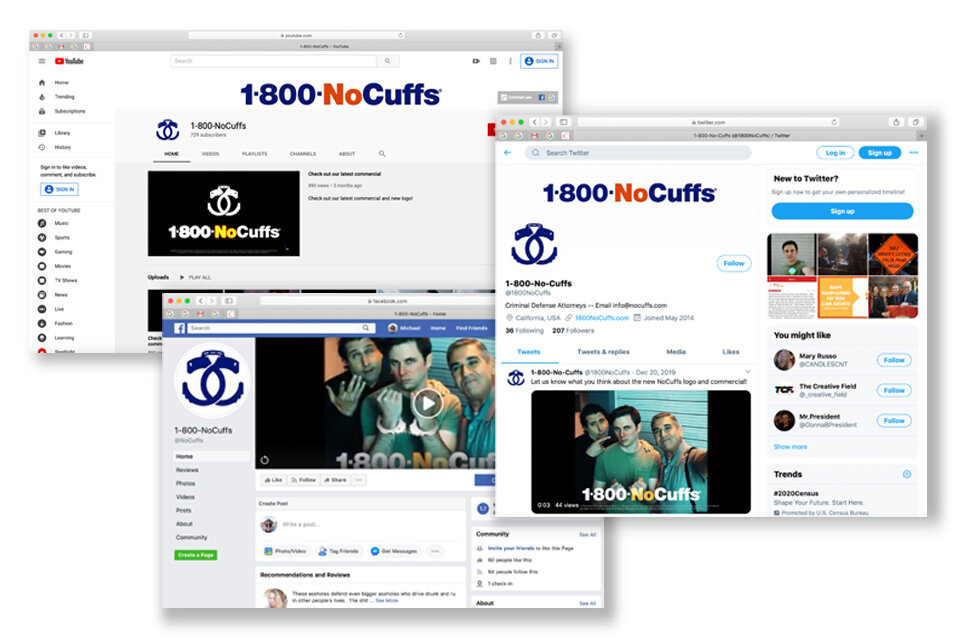 youtube.com
1-800-NoCuffs - YouTube
YouTube
Search
SIGN IN
Home
Trending
Subscriptions
Library
History
Sign in to like videos,
comment, and subscribe.
SIGN IN
BEST OF YOUTUBE
Music
Sports
Gaming
Movies
TV Shows
News
Live
Fashion
Learning
Spotlight
1·800·NoCuffs
Criminal Law
1-800-NoCuffs
729 subscribers
HOME VIDEOS PLAYLISTS CHANNELS ABOUT
1·800·NoCuffs
Check out our latest commercial
810 views • 3 months ago
Check out our latest commercial and new logo!
Uploads PLAY ALL
facebook.com
1-800-NoCuffs - Home
Search
Michael Home Find Friends
1-800-NoCuffs
@NoCuffs
Home
Reviews
Photos
Videos
Posts
About
Community
Create a Page
1·800·NoCuf
Like Follow Share
Create Post
Write a post...
Photo/Video Tag Friends Get Messages
Recommendations and Reviews
These assholes defend even bigger assholes who drive drunk and ru
in other people's lives. The shit ... See More
Community See All
Invite your friends to like this Page
60 people like this
64 people follow this
1 check-in
About See All
twitter.com
1-800-No-Cuffs (@1800NoCuffs) | Twitter
Search Twitter
Log in Sign up
1·800·NoCuffs
Follow
1-800-No-Cuffs
@1800NoCuffs
Criminal Defense Attorneys -- Email info@nocuffs.com
California, USA 1800NoCuffs.com Joined May 2014
36 Following 207 Followers
Tweets Tweets & replies Media Likes
1-800-No-Cuffs @1800NoCuffs · Dec 20, 2019
Let us know what you think about the new NoCuffs logo and commercial!
1·800·NoCuffs
0:03 44 views
New to Twitter?
Sign up now to get your own personalized timeline!
Sign up
You might like
Mary Russo
@CANDLESCNT
Follow
TCF.
The Creative Field
@_creative_field
Follow
Mr.President
@GonnaBPresident
Follow
Show more
Trends
#2020Census
Shape Your Future. Start Here.
Promoted by U.S. Census Bureau